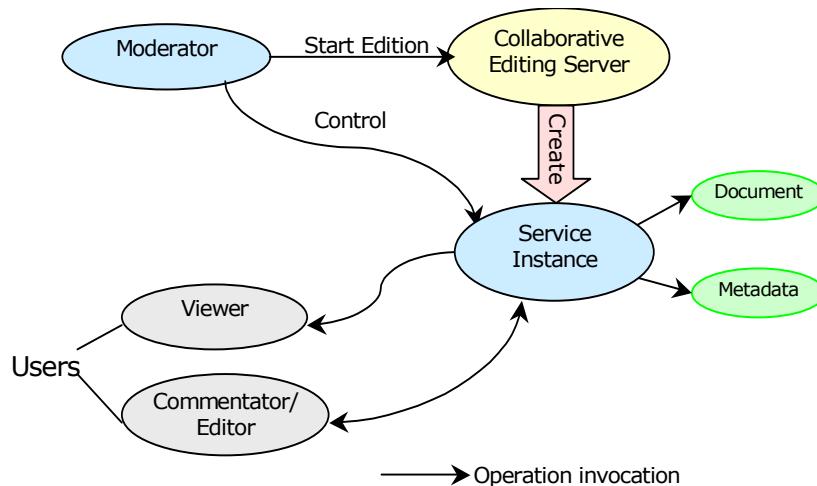 Moderator
Start Edition
Collaborative
Editing Server
Control
Create
Document
Service
Instance
Metadata
Viewer
Users
Commentator/
Editor
Operation invocation